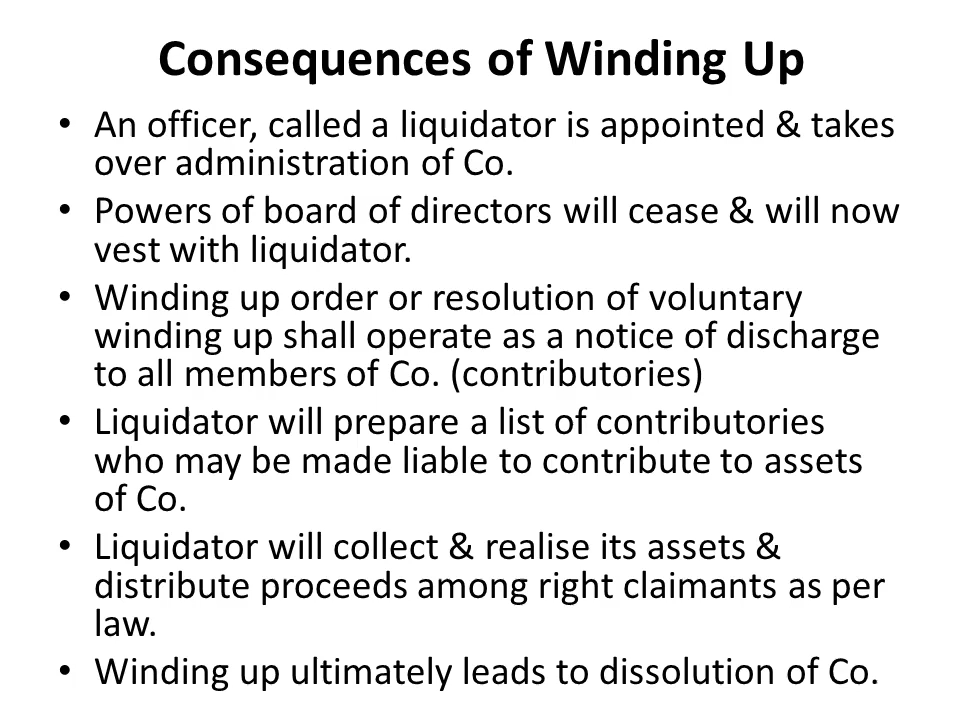 Consequences of Winding Up
• An officer, called a liquidator is appointed & takes
over administration of Co.
• Powers of board of directors will cease & will now
vest with liquidator.
• Winding up order or resolution of voluntary
winding up shall operate as a notice of discharge
to all members of Co. (contributories)
• Liquidator will prepare a list of contributories
who may be made liable to contribute to assets
of Co.
• Liquidator will collect & realise its assets &
distribute proceeds among right claimants as per
law.
• Winding up ultimately leads to dissolution of Co.